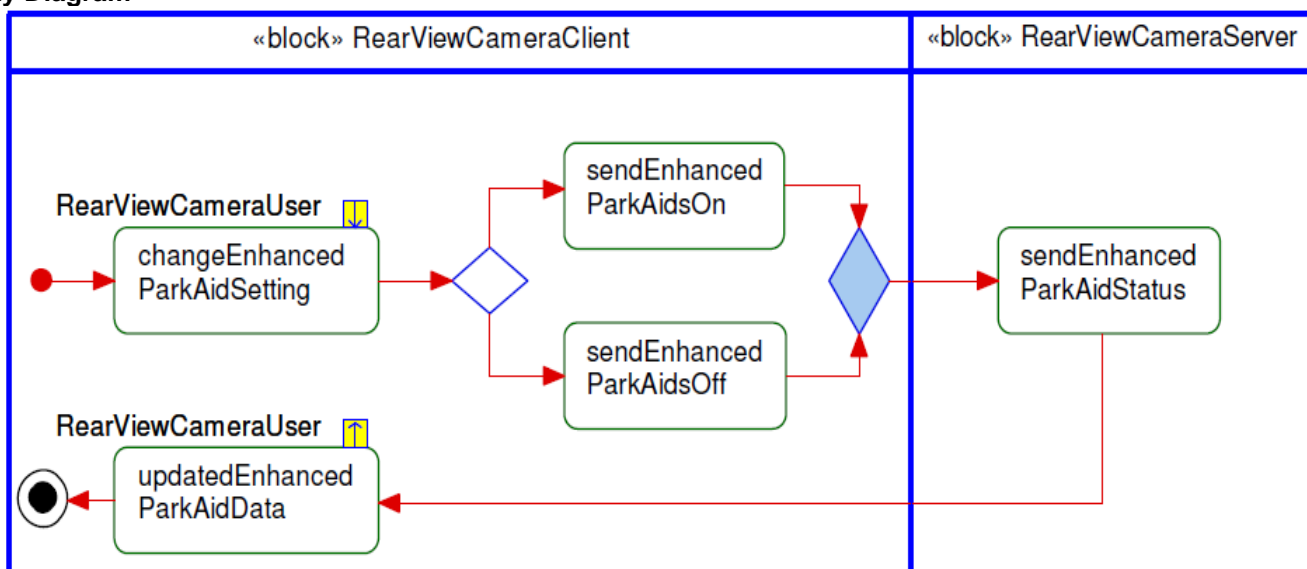 «block» RearViewCameraClient
«block» RearViewCameraServer
RearViewCameraUser
changeEnhanced
ParkAidSetting
sendEnhanced
ParkAidsOn
sendEnhanced
ParkAidsOff
sendEnhanced
ParkAidStatus
RearViewCameraUser
updatedEnhanced
ParkAidData